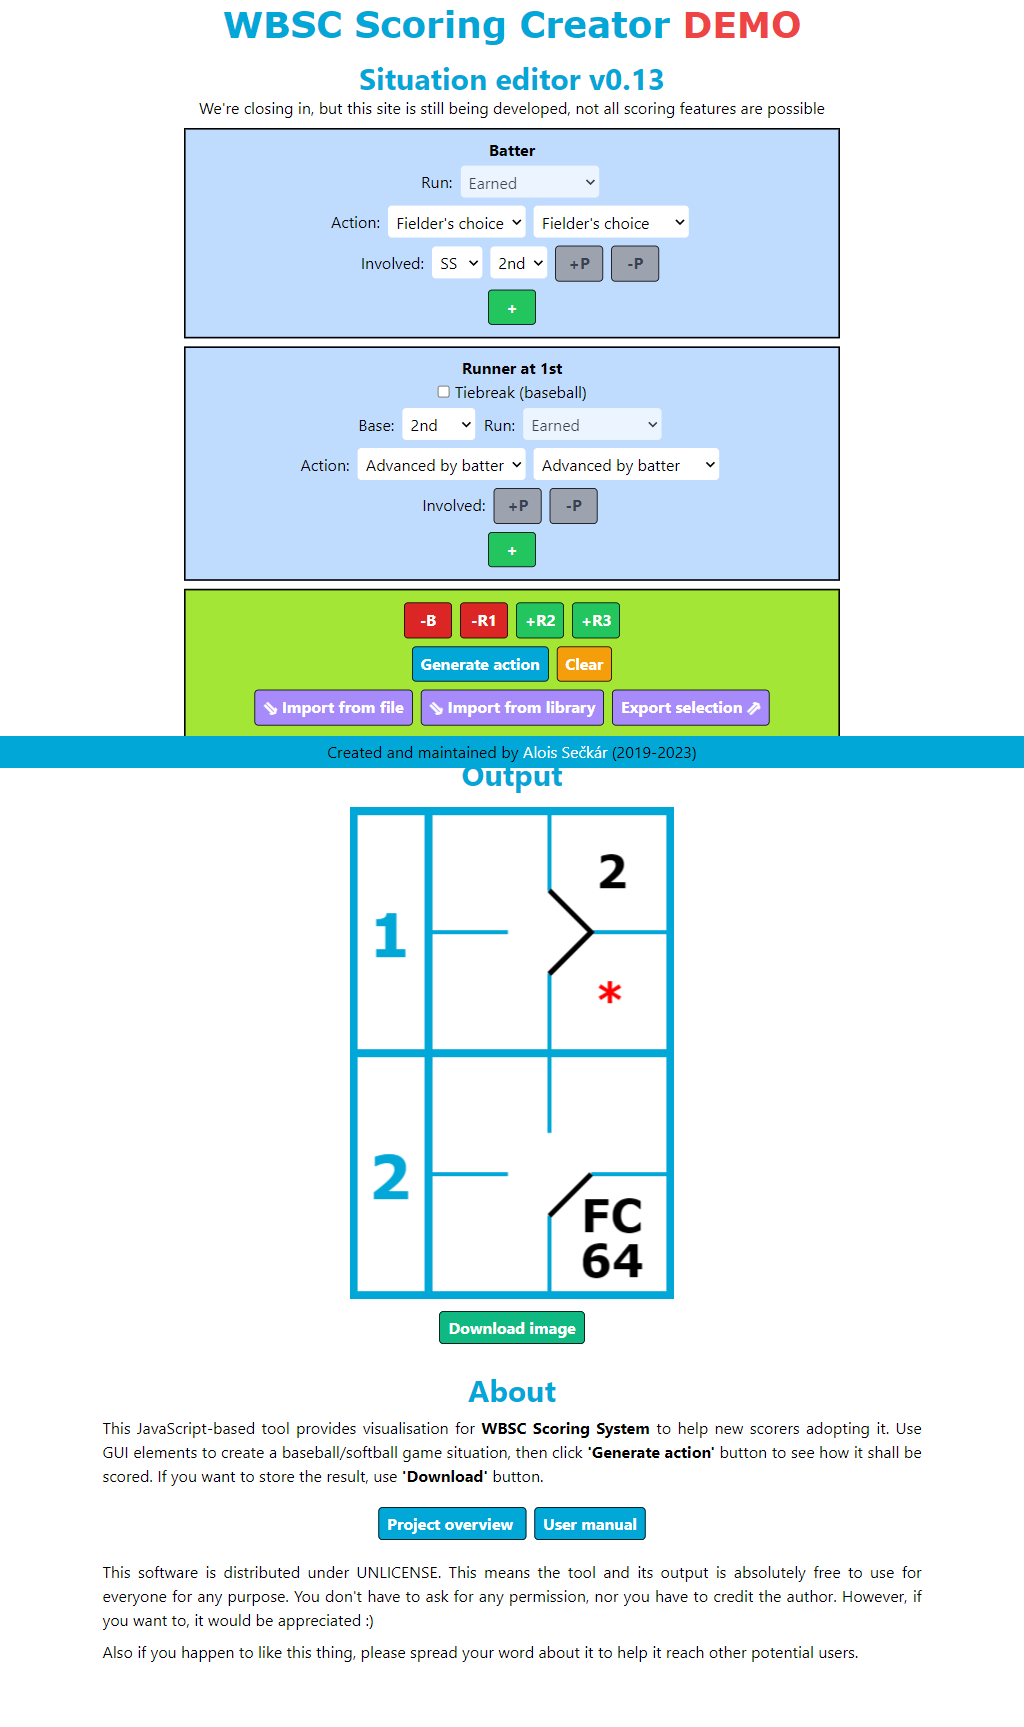 WBSC Scoring Creator DEMO
Situation editor v0.13
We're closing in, but this site is still being developed, not all scoring features are possible
Batter
Run: Earned
Action: Fielder's choice Fielder's choice
Involved: SS 2nd +P -P
+
Runner at 1st
Tiebreak (baseball)
Base: 2nd Run: Earned
Action: Advanced by batter Advanced by batter
Involved: +P -P
+
-B -R1 +R2 +R3
Generate action Clear
⇘ Import from file ⇘ Import from library Export selection ⇗
Created and maintained by Alois Sečkár (2019-2023)
Output
2
1
*
2
FC
64
Download image
About
This JavaScript-based tool provides visualisation for WBSC Scoring System to help new scorers adopting it. Use
GUI elements to create a baseball/softball game situation, then click 'Generate action' button to see how it shall be
scored. If you want to store the result, use 'Download' button.
Project overview User manual
This software is distributed under UNLICENSE. This means the tool and its output is absolutely free to use for
everyone for any purpose. You don't have to ask for any permission, nor you have to credit the author. However, if
you want to, it would be appreciated :)
Also if you happen to like this thing, please spread your word about it to help it reach other potential users.